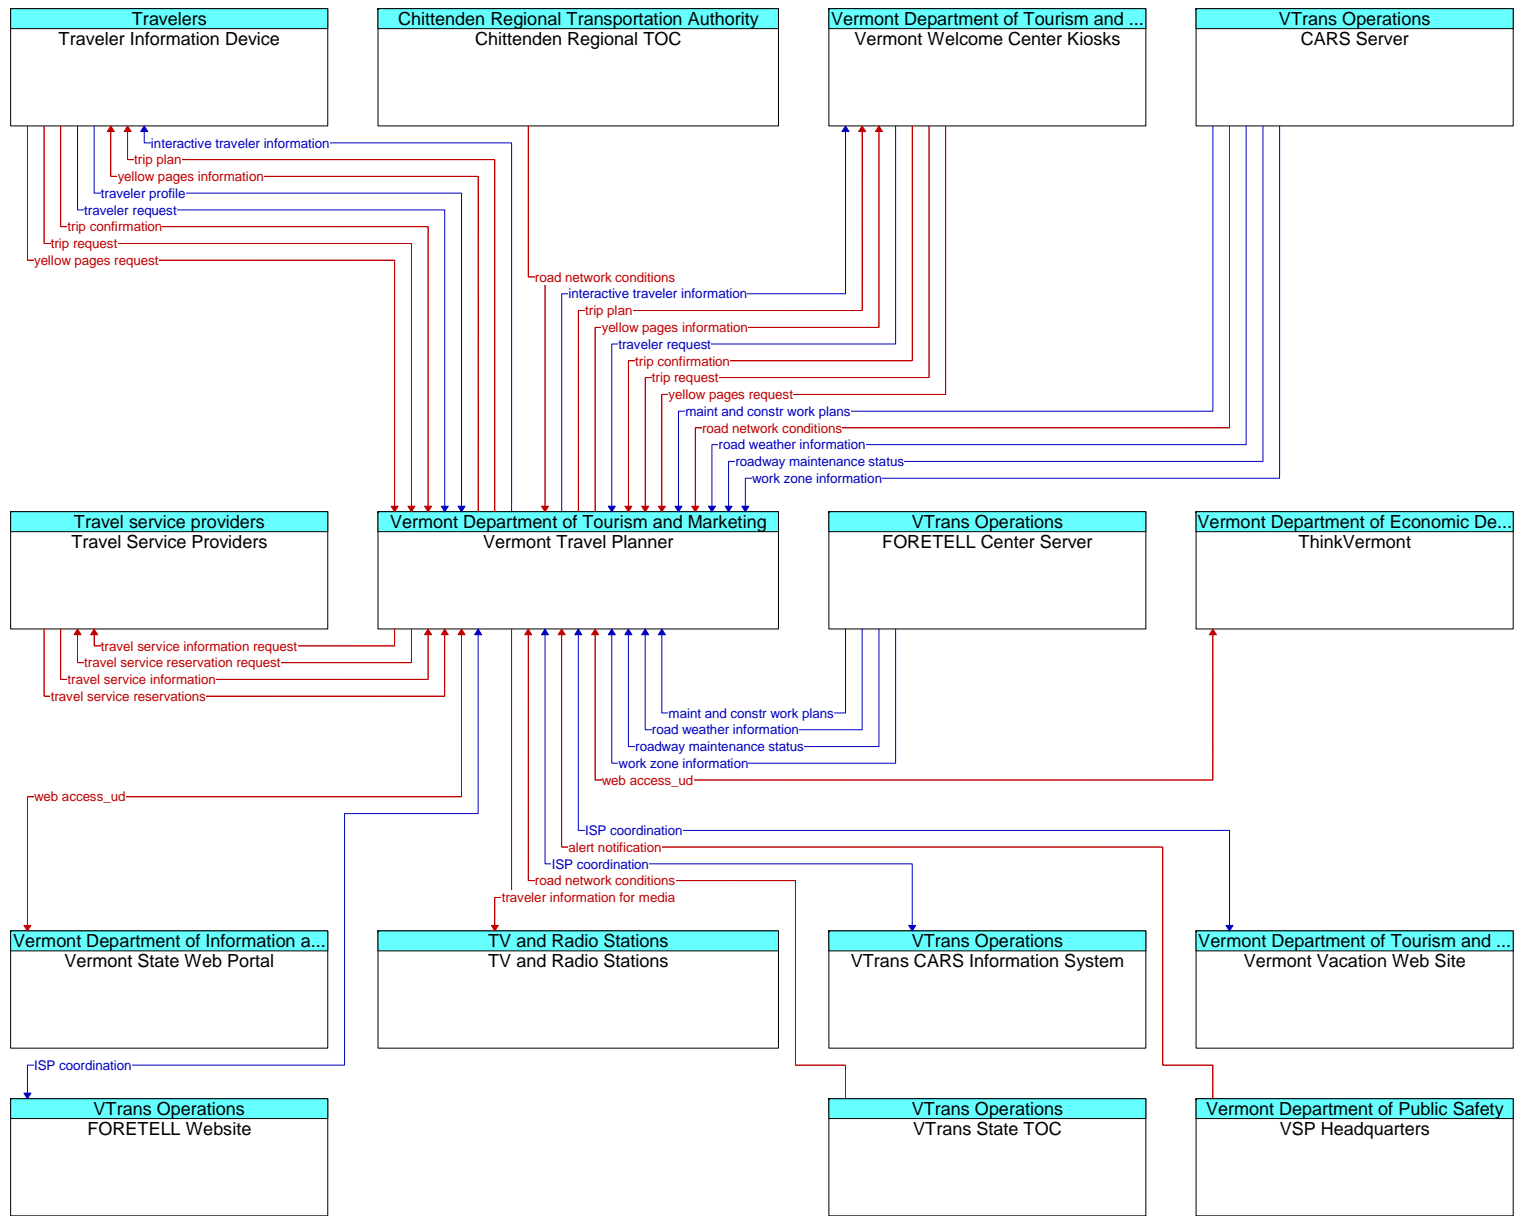 Travelers
Traveler Information Device
Chittenden Regional Transportation Authority
Chittenden Regional TOC
Vermont Department of Tourism and ...
Vermont Welcome Center Kiosks
VTrans Operations
CARS Server
interactive traveler information
trip plan
yellow pages information
traveler profile
traveler request
trip confirmation
trip request
yellow pages request
road network conditions
interactive traveler information
trip plan
yellow pages information
traveler request
trip confirmation
trip request
yellow pages request
maint and constr work plans
road network conditions
road weather information
roadway maintenance status
work zone information
Travel service providers
Travel Service Providers
Vermont Department of Tourism and Marketing
Vermont Travel Planner
VTrans Operations
FORETELL Center Server
Vermont Department of Economic De...
ThinkVermont
travel service information request
travel service reservation request
travel service information
travel service reservations
maint and constr work plans
road weather information
roadway maintenance status
work zone information
web access_ud
web access_ud
ISP coordination
alert notification
ISP coordination
road network conditions
traveler information for media
Vermont Department of Information a...
Vermont State Web Portal
TV and Radio Stations
TV and Radio Stations
VTrans Operations
VTrans CARS Information System
Vermont Department of Tourism and ...
Vermont Vacation Web Site
ISP coordination
VTrans Operations
FORETELL Website
VTrans Operations
VTrans State TOC
Vermont Department of Public Safety
VSP Headquarters